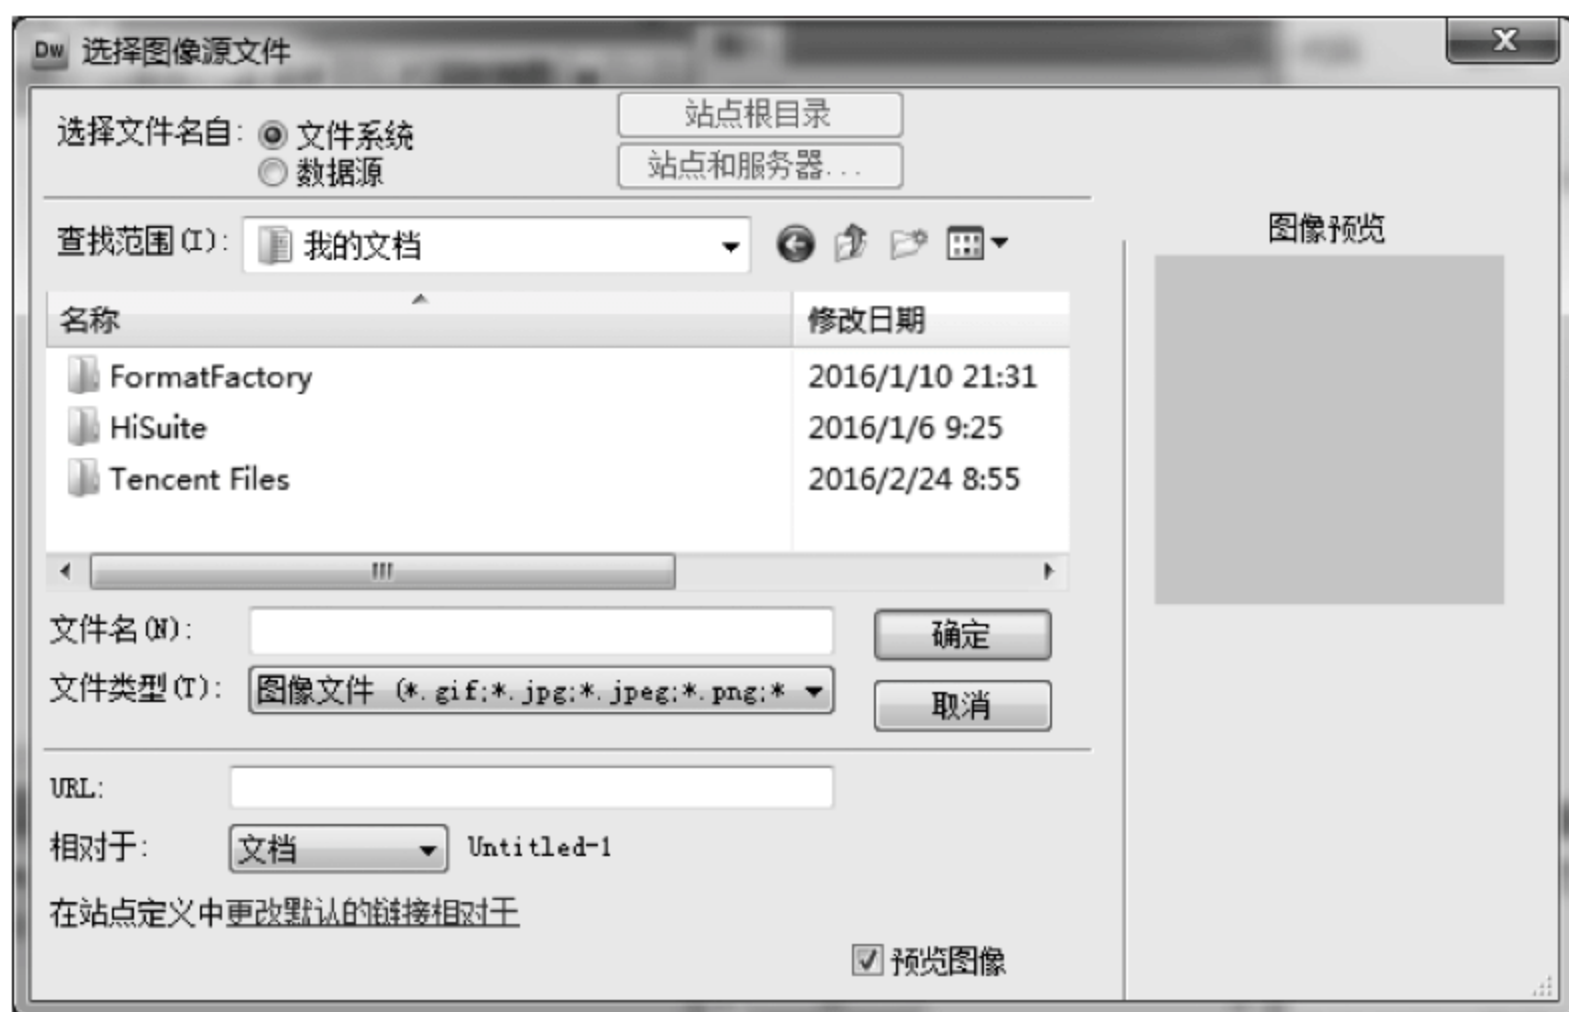 Dw 选择图像源文件
X
选择文件名自: 文件系统
数据源
站点根目录
站点和服务器...
查找范围(I): 我的文档
名称 修改日期
FormatFactory 2016/1/10 21:31
HiSuite 2016/1/6 9:25
Tencent Files 2016/2/24 8:55
文件名(N): 确定
文件类型(T): 图像文件 (*.gif;*.jpg;*.jpeg;*.png;*
取消
URL:
相对于: 文档 Untitled-1
在站点定义中更改默认的链接相对于
预览图像
图像预览